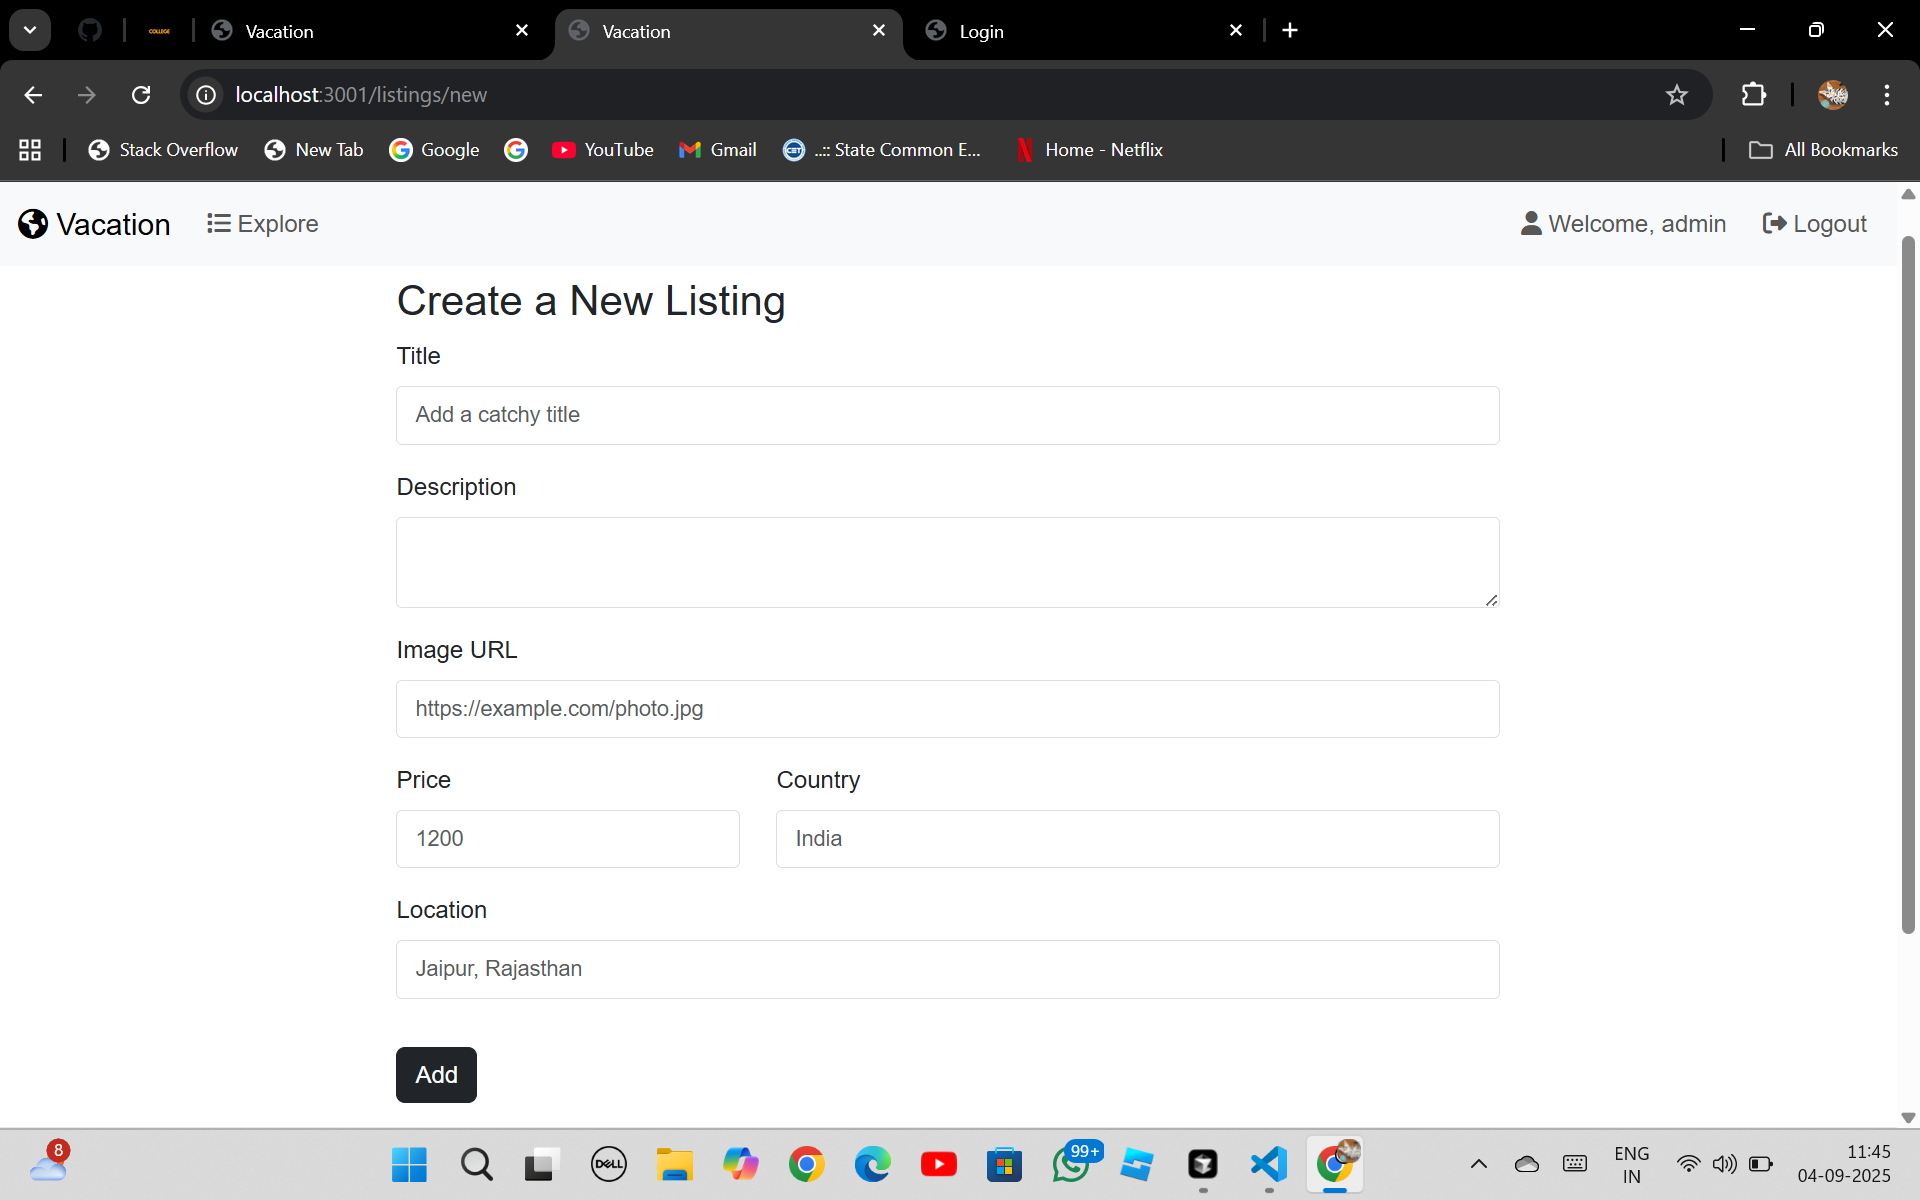 COLLEGE
Vacation
Vacation
Login
localhost:3001/listings/new
Stack Overflow
New Tab
Google
YouTube
Gmail
..:: State Common E...
Home - Netflix
All Bookmarks
Vacation
Explore
Welcome, admin
Logout
Create a New Listing
Title
Add a catchy title
Description
Image URL
https://example.com/photo.jpg
Price
Country
1200
India
Location
Jaipur, Rajasthan
Add
8
DELL
99+
ENG
IN
11:45
04-09-2025